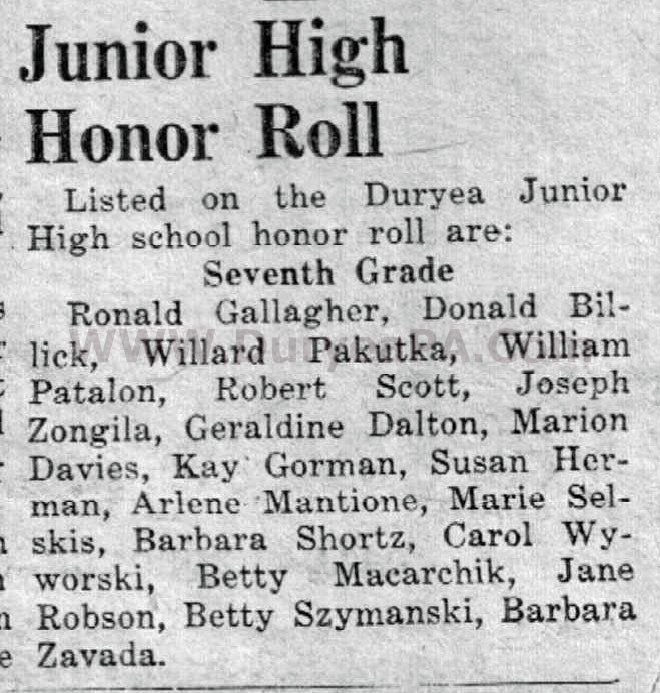 Junior High
Honor Roll
Listed on the Duryea Junior
High school honor roll are:
Seventh Grade
Ronald Gallagher, Donald Bil-
lick, Willard Pakutka, William
Patalon, Robert Scott, Joseph
Zongila, Geraldine Dalton, Marion
Davies, Kay Gorman, Susan Her-
man, Arlene Mantione, Marie Sel-
skis, Barbara Shortz, Carol Wy-
worski, Betty Macarchik, Jane
Robson, Betty Szymanski, Barbara
Zavada.